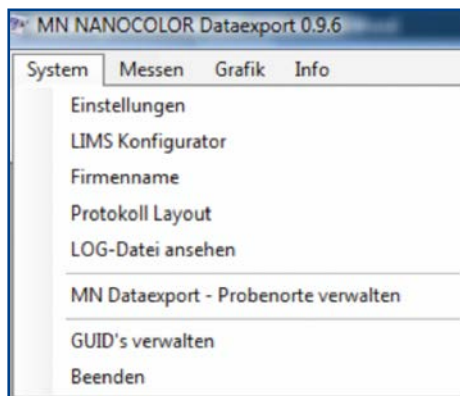 MN NANOCOLOR Dataexport 0.9.6
System Messen Grafik Info
Einstellungen
LIMS Konfigurator
Firmenname
Protokoll Layout
LOG-Datei ansehen
MN Dataexport - Probenorte verwalten
GUID's verwalten
Beenden